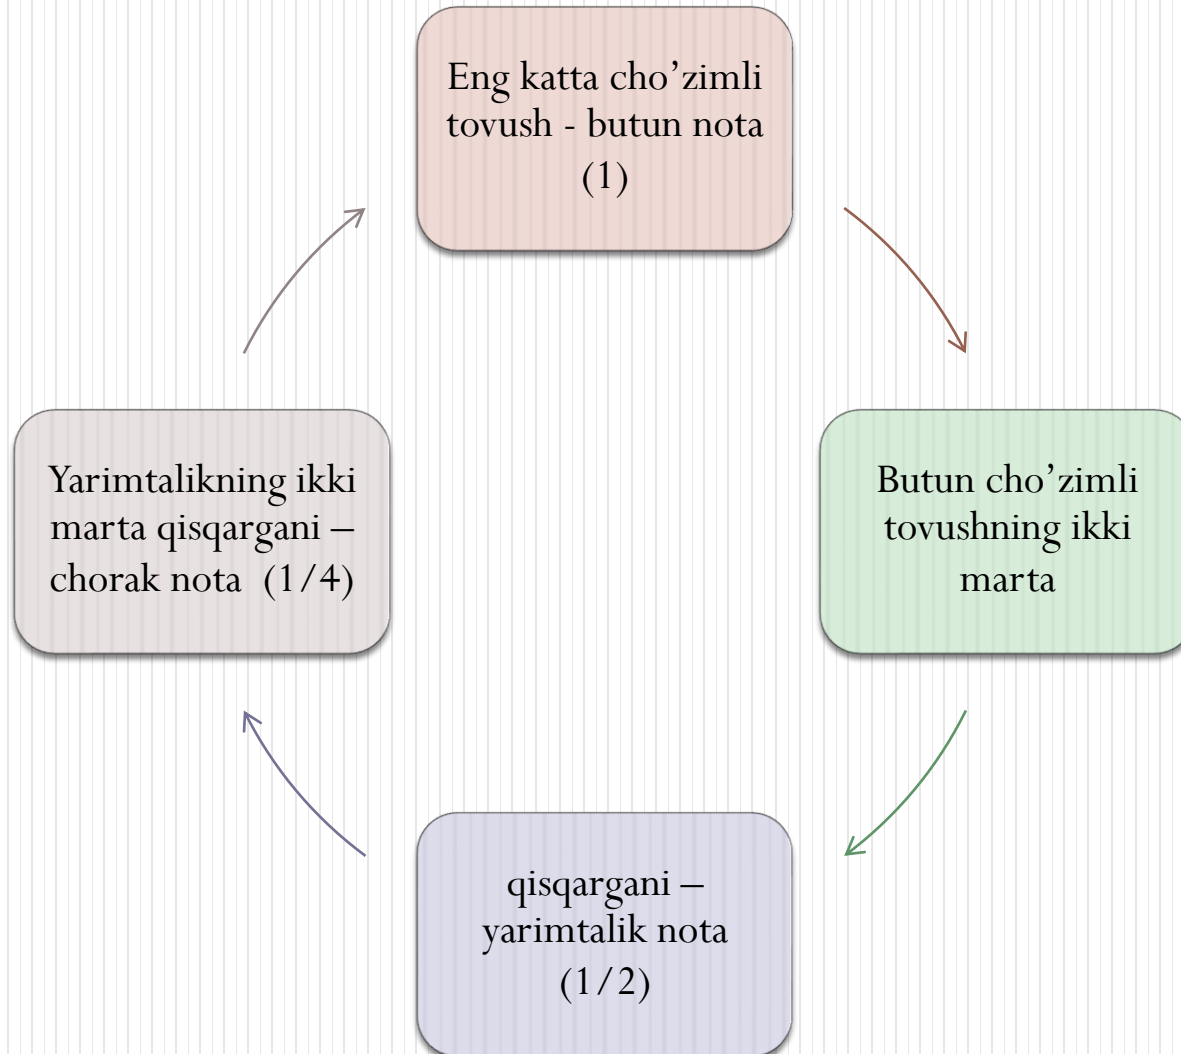 Eng katta cho’zimli
tovush - butun nota
(1)
Butun cho’zimli
tovushning ikki
marta
qisqargani –
yarimtalik nota
(1/2)
Yarimtalikning ikki
marta qisqargani –
chorak nota (1/4)